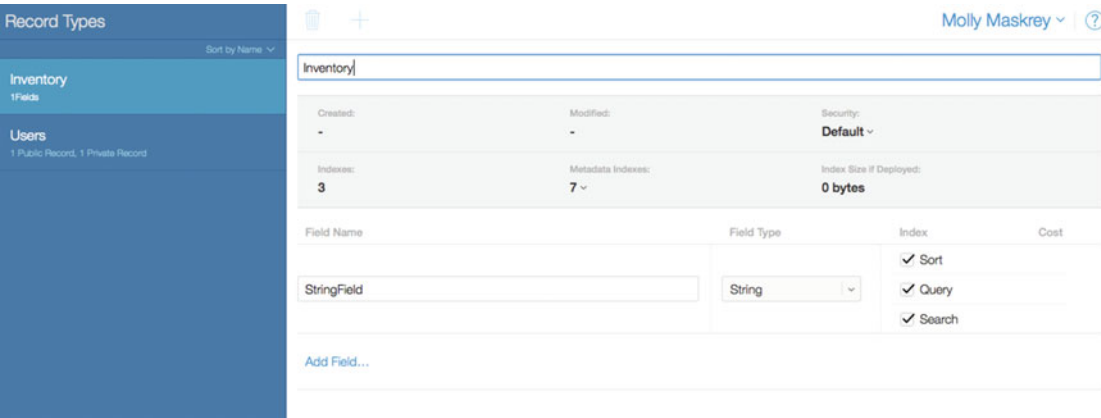 Record Types
Sort by Name
Inventory
1Fields
Users
1 Public Record, 1 Private Record
Molly Maskrey
?
Inventory
Created:
Modified:
Security:
-
-
Default
Indexes:
Metadata Indexes:
Index Size if Deployed:
3
7
0 bytes
Field Name
Field Type
Index
Cost
Sort
StringField
String
Query
Search
Add Field...